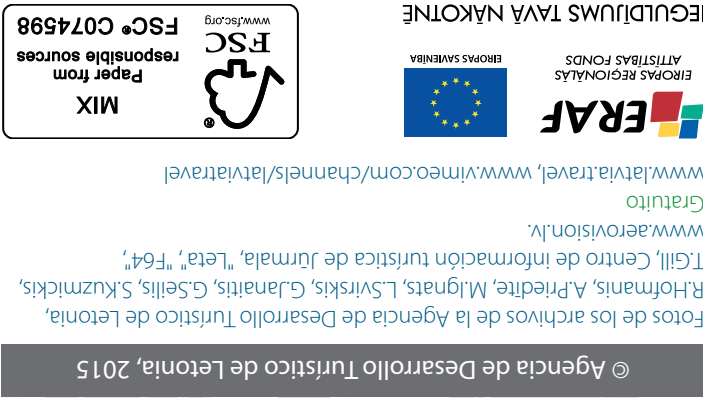 © Agencia de Desarrollo Turístico de Letonia, 2015
Fotos de los archivos de la Agencia de Desarrollo Turístico de Letonia,
R.Hofmanis, A.Priedīte, M.Ignats, L.Svirskis, G.Janaitis, G.Seilis, S.Kuzmickis,
T.Gill, Centro de información turística de Jūrmala, "Leta", "F64",
www.aerovision.lv.
Gratuito
www.latvia.travel, www.vimeo.com/channels/latviatravel
ERAF
EIROPAS REGIONĀLĀS
ATTĪSTĪBAS FONDS
EIROPAS SAVIENĪBA
IEGULDĪJUMS TAVĀ NĀKOTNĒ
®
FSC
www.fsc.org
MIX
Paper from
responsible sources
FSC® C074598